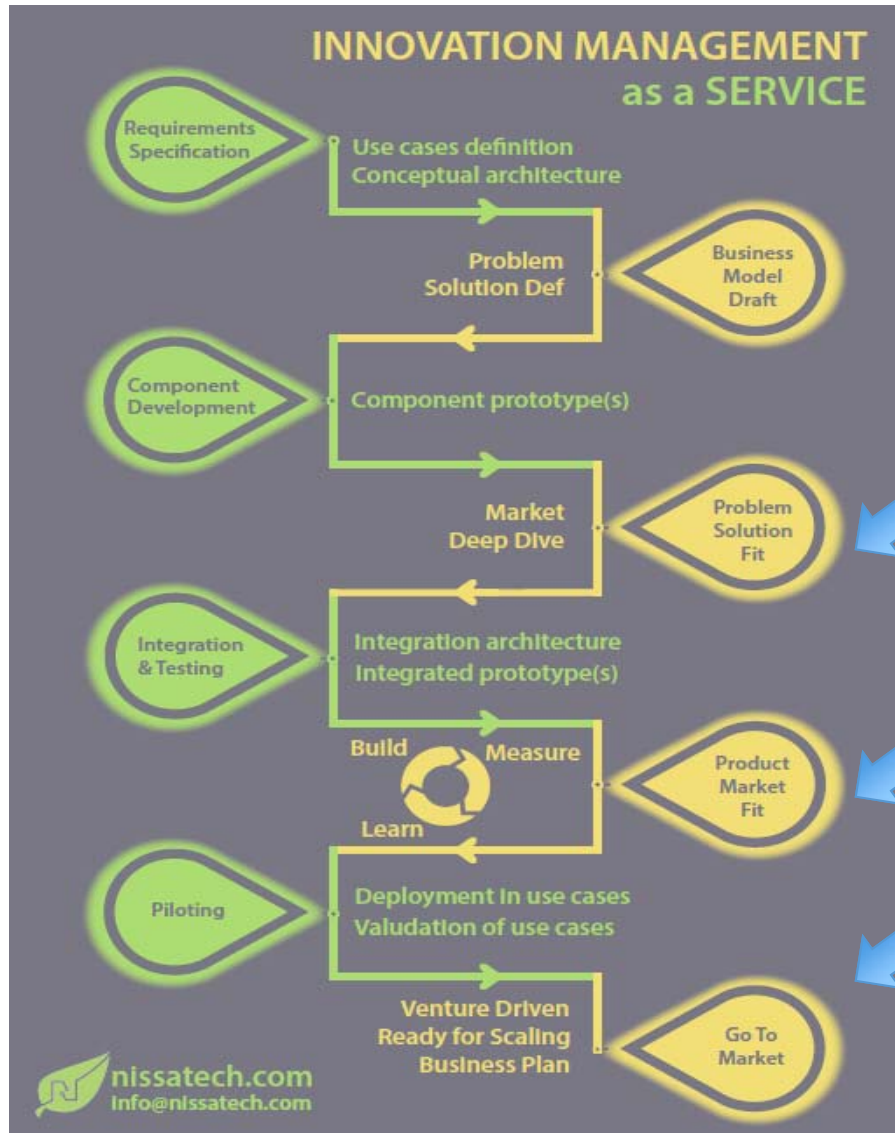 INNOVATION MANAGEMENT
as a SERVICE
Requirements
Specification
Use cases definition
Conceptual architecture
Problem
Solution Def
Business
Model
Draft
Component
Development
Component prototype(s)
Market
Deep Dive
Problem
Solution
Fit
Integration
& Testing
Integration architecture
Integrated prototype(s)
Build
Measure
Learn
Product
Market
Fit
Piloting
Deployment in use cases
Valudation of use cases
Venture Driven
Ready for Scaling
Business Plan
Go To
Market
N
nissatech.com
info@nissatech.com